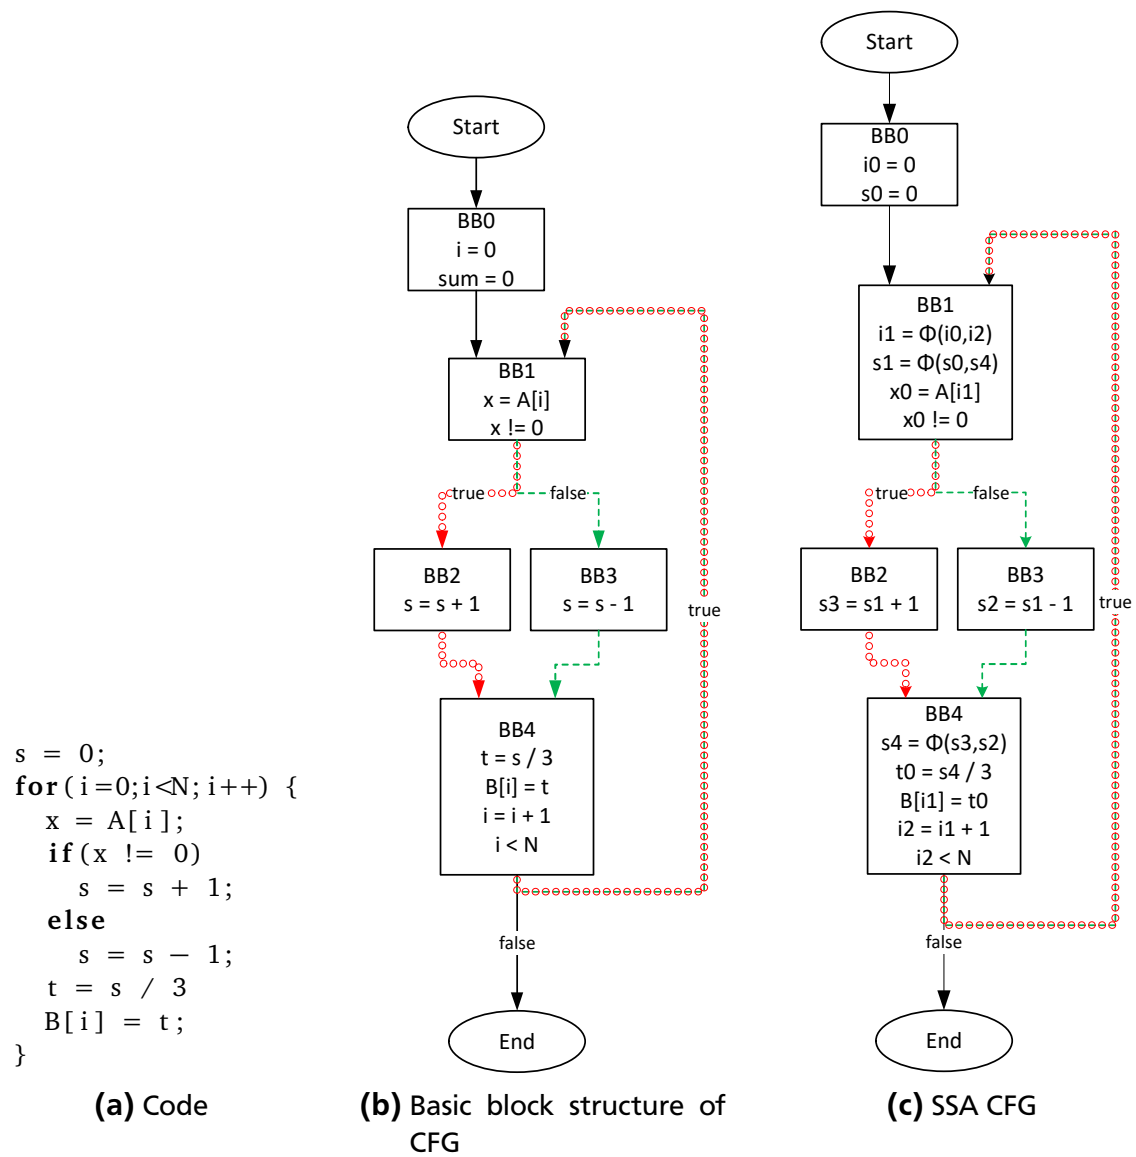 s = 0;
for(i=0;i<N; i++) {
x = A[i];
if(x != 0)
s = s + 1;
else
s = s − 1;
t = s / 3
B[i] = t;
}
(a) Code
Start
BB0
i = 0
sum = 0
BB1
x = A[i]
x != 0
true
false
BB2
s = s + 1
BB3
s = s - 1
true
BB4
t = s / 3
B[i] = t
i = i + 1
i < N
false
End
(b) Basic block structure of
CFG
Start
BB0
i0 = 0
s0 = 0
BB1
i1 = Φ(i0,i2)
s1 = Φ(s0,s4)
x0 = A[i1]
x0 != 0
true
false
BB2
s3 = s1 + 1
BB3
s2 = s1 - 1
true
BB4
s4 = Φ(s3,s2)
t0 = s4 / 3
B[i1] = t0
i2 = i1 + 1
i2 < N
false
End
(c) SSA CFG